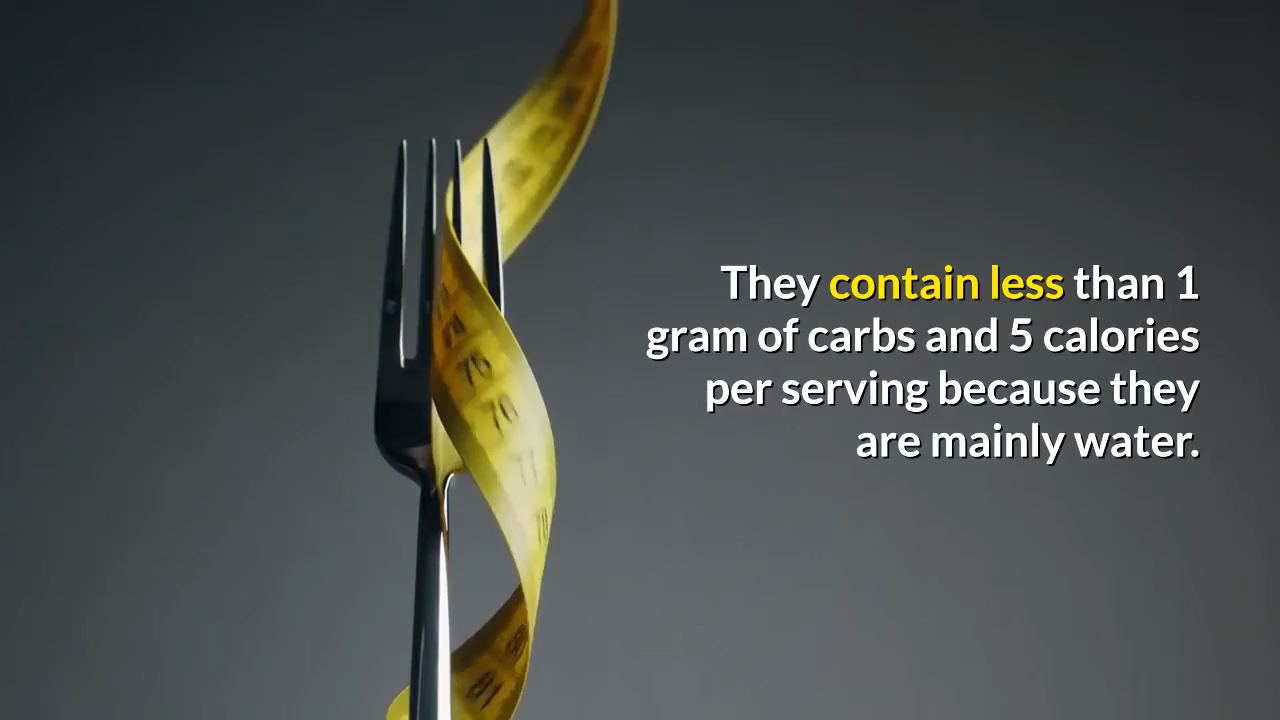 They contain less than 1
gram of carbs and 5 calories
per serving because they
are mainly water.